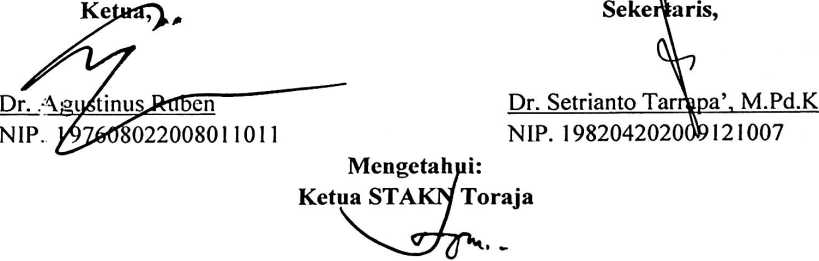 Ketua,
Sekertaris,
Dr. Agustinus Ruben
Dr. Setrianto Tarrapa', M.Pd.K
NIP. 197608022008011011
NIP. 198204202009121007
Mengetahui:
Ketua STAKN Toraja